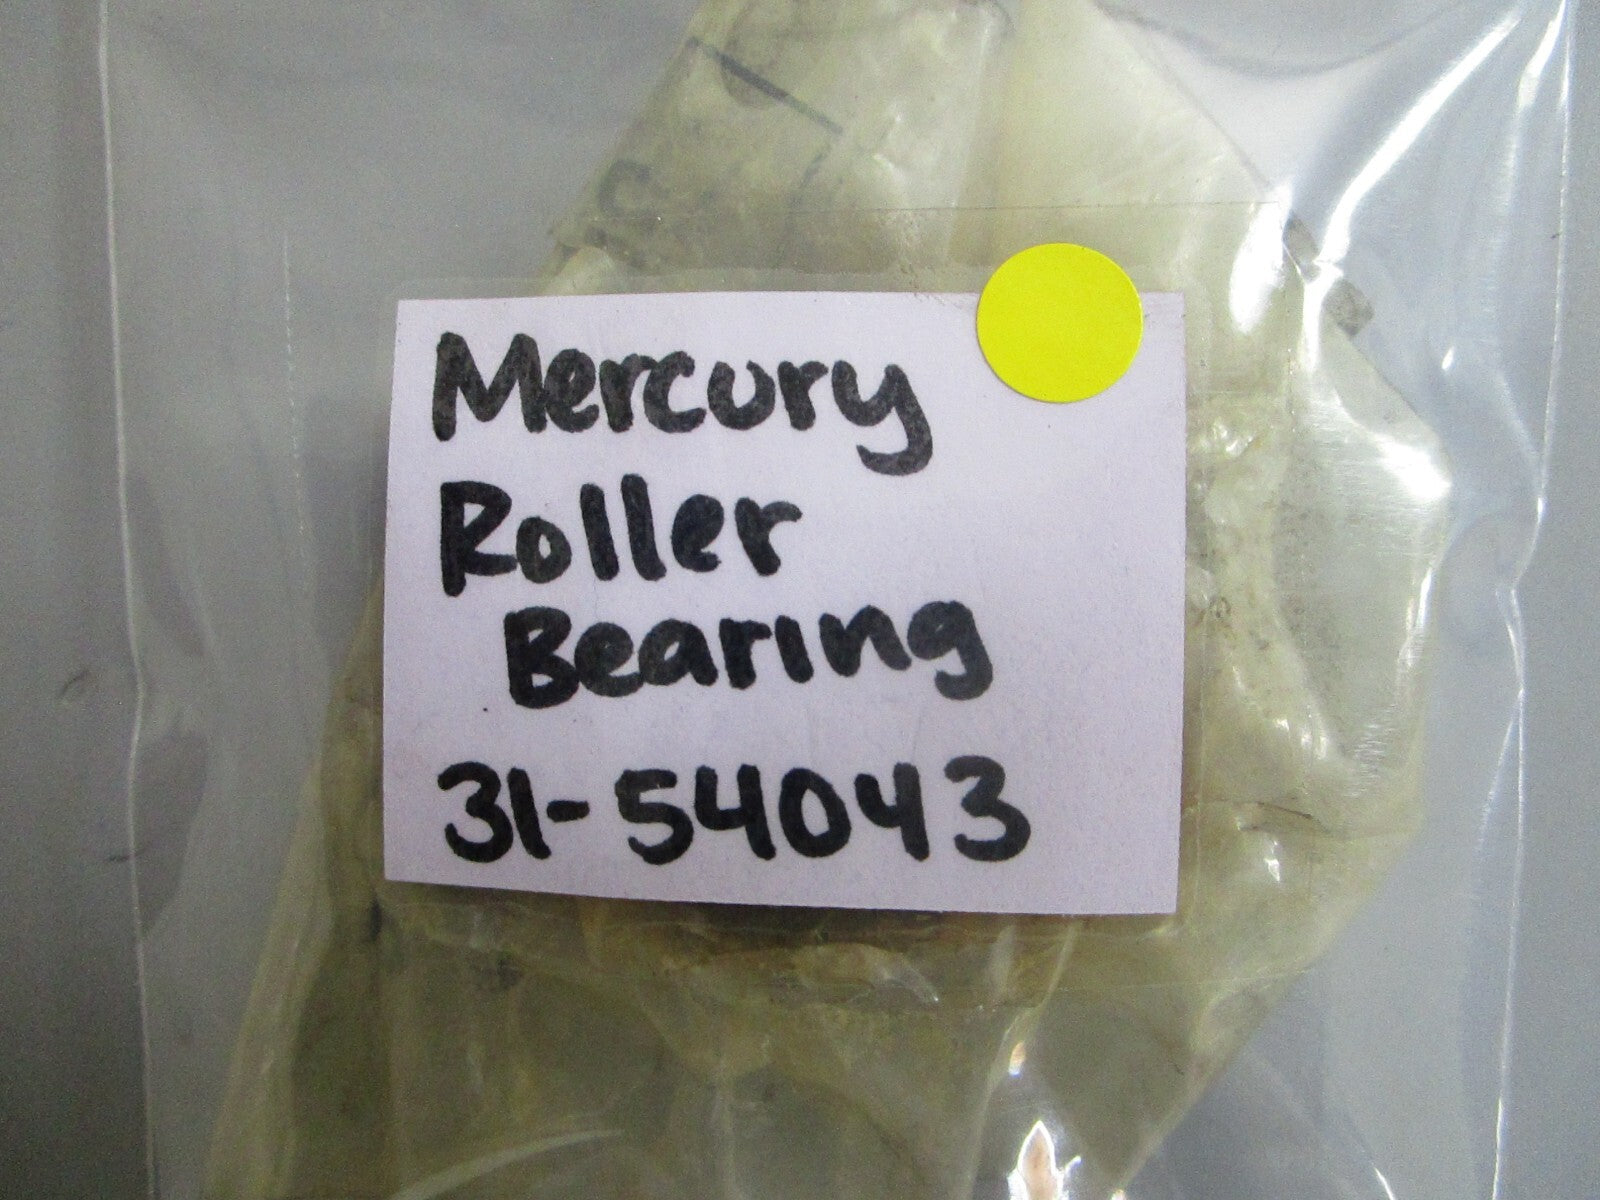 Mercury
Roller
Bearing
31-54043